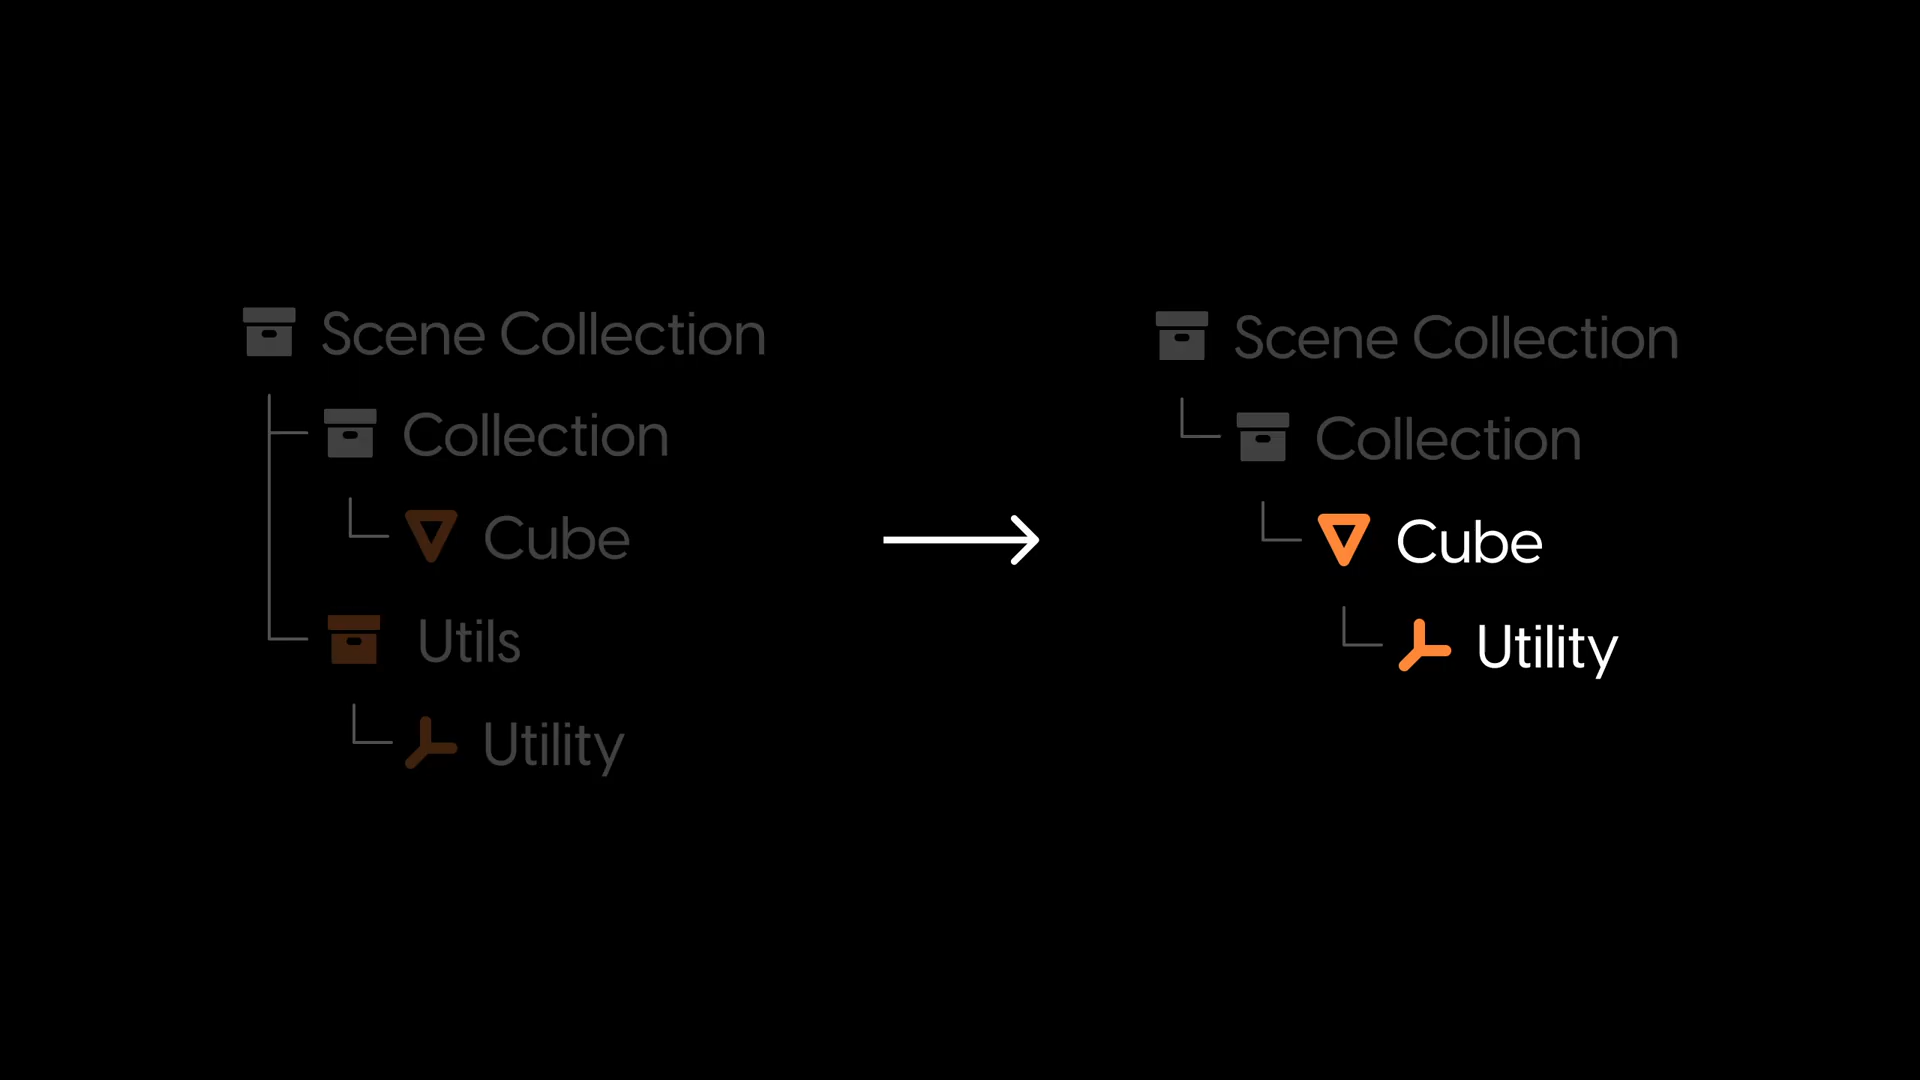 Scene Collection
Collection
Cube
Utils
Utility
Scene Collection
Collection
Cube
Utility